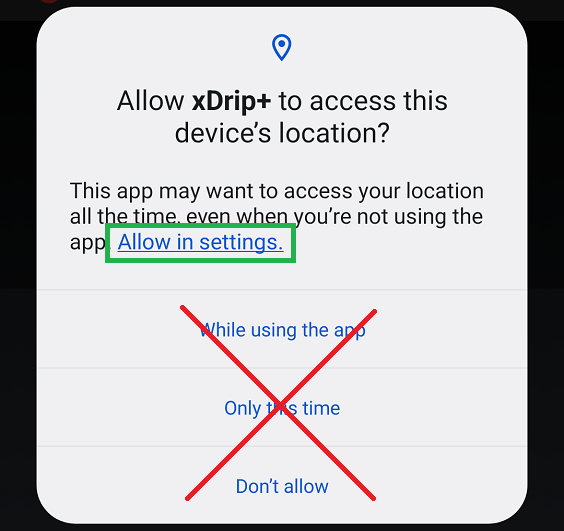 Allow xDrip+ to access this
device’s location?
This app may want to access your location
all the time, even when you’re not using the
app. Allow in settings.
While using the app
Only this time
Don’t allow